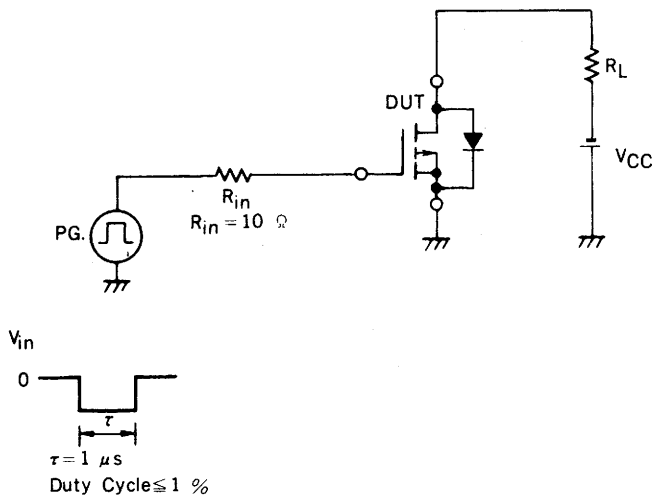 R_L
DUT
V_CC
R_in
R_in = 10 Ω
PG.
V_in
0
τ
τ = 1 μs
Duty Cycle ≦ 1 %